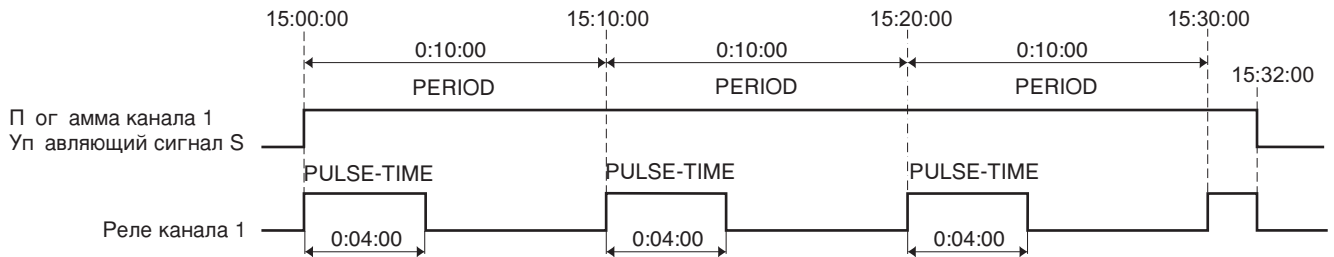 15:00:00 15:10:00 15:20:00 15:30:00
0:10:00 0:10:00 0:10:00
PERIOD PERIOD PERIOD 15:32:00
П ог амма канала 1
Уп авляющий сигнал S
PULSE-TIME PULSE-TIME PULSE-TIME
Реле канала 1
0:04:00 0:04:00 0:04:00